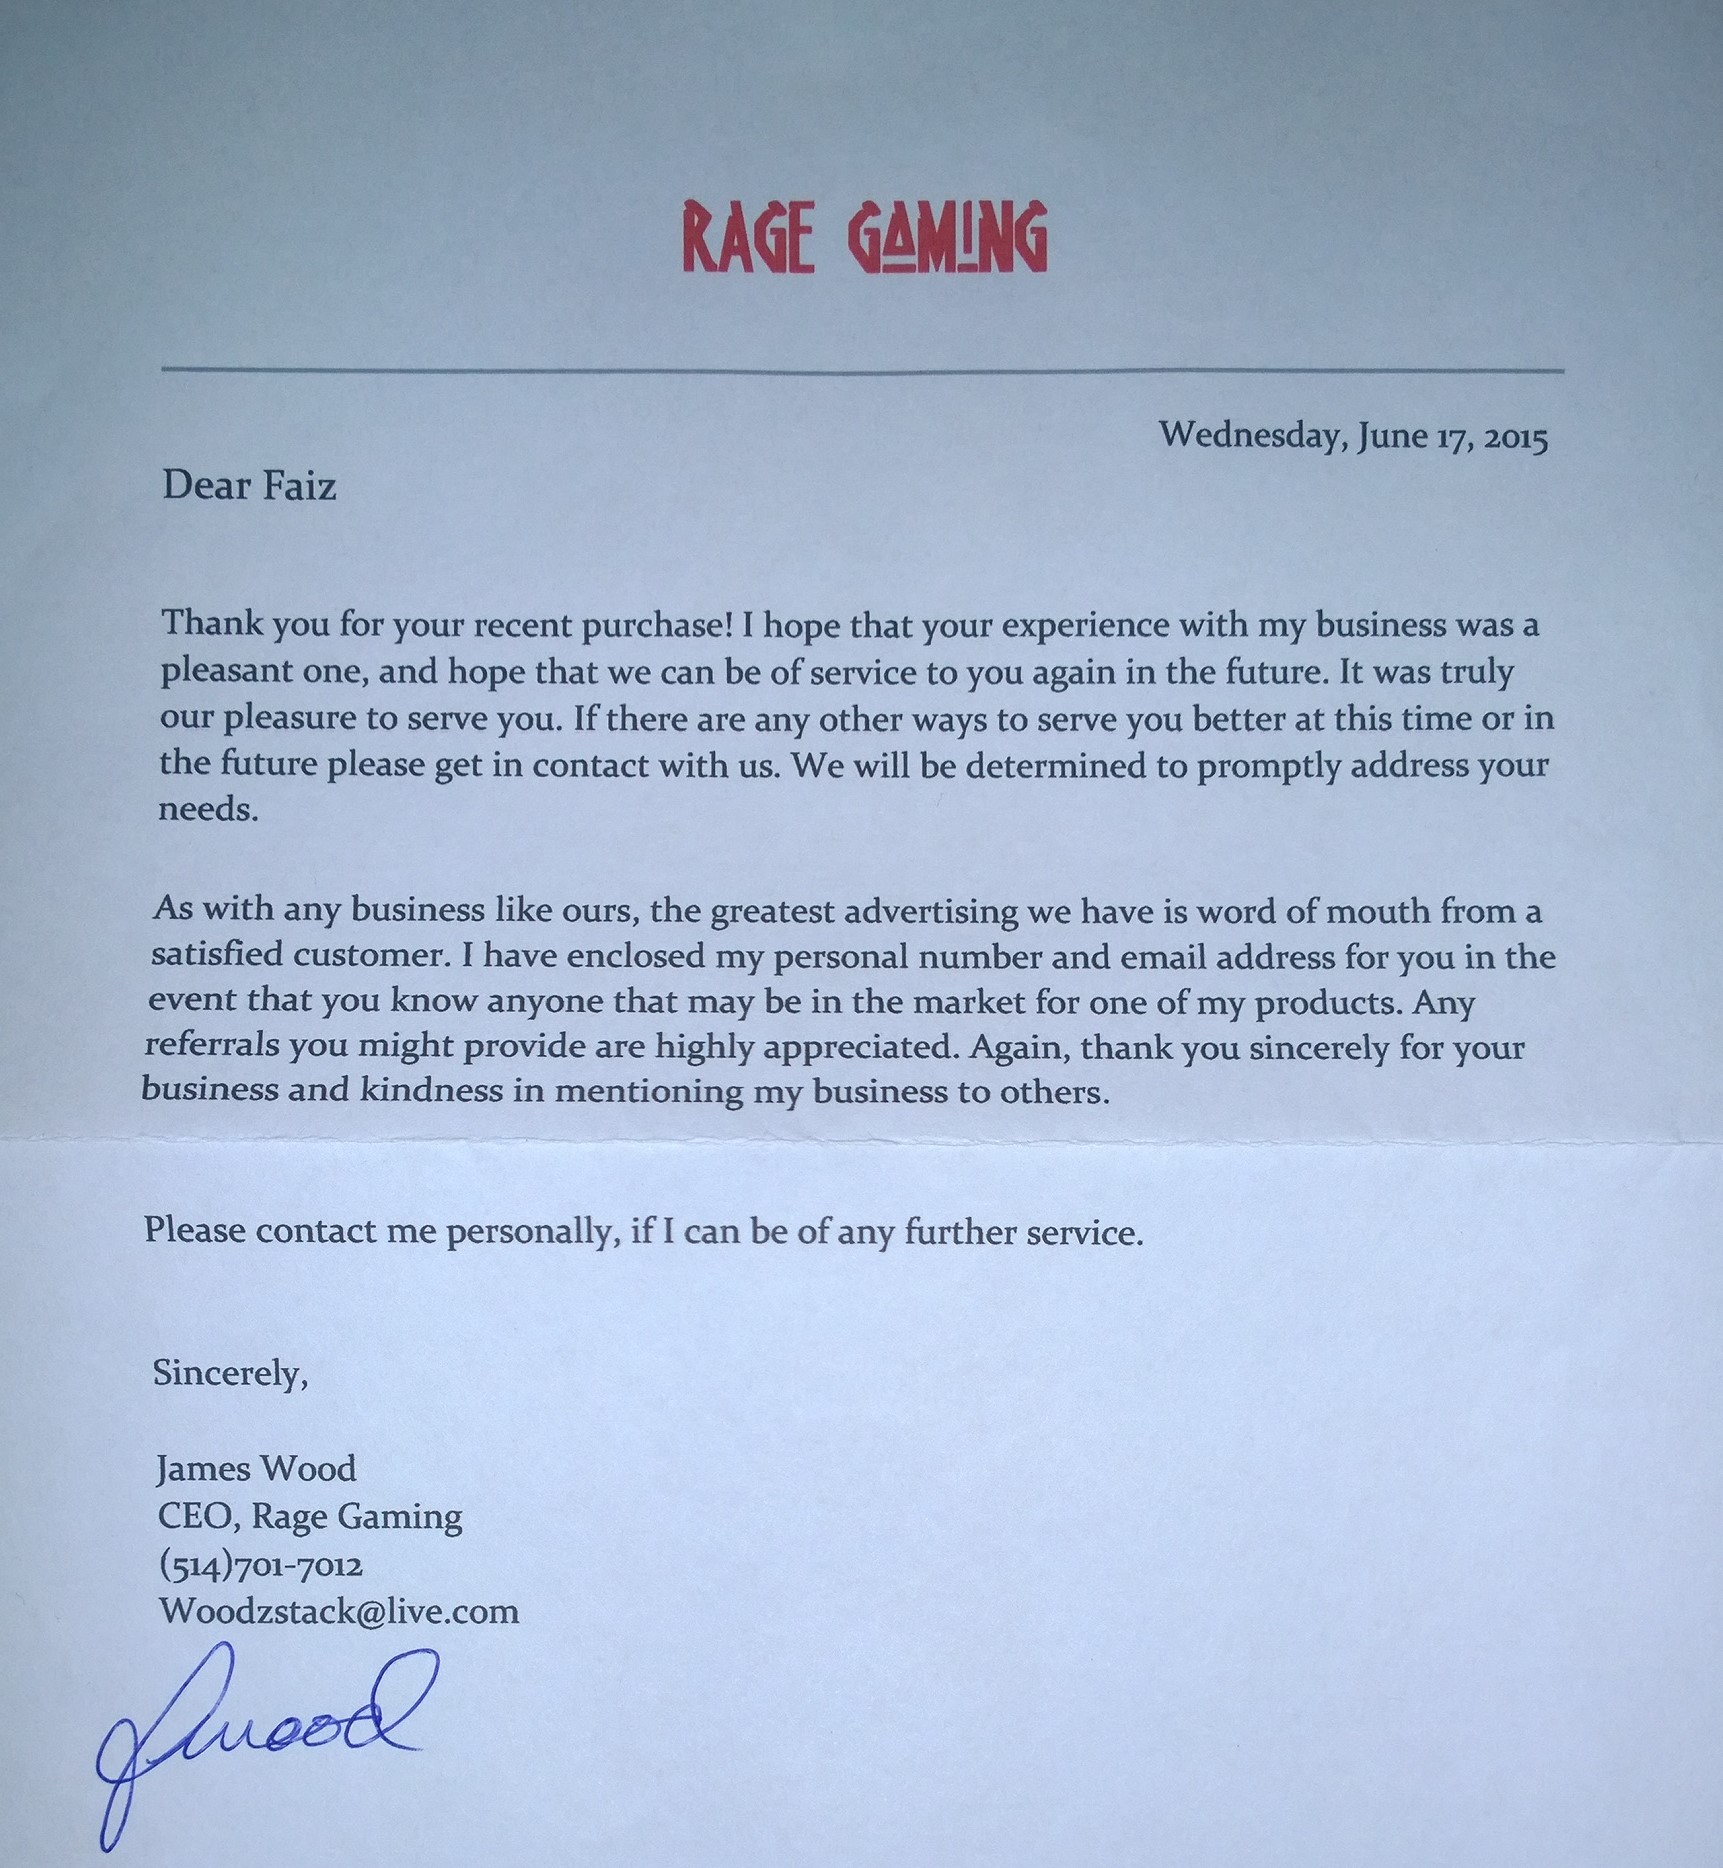 RAGE GAMING
Wednesday, June 17, 2015
Dear Faiz
Thank you for your recent purchase! I hope that your experience with my business was a
pleasant one, and hope that we can be of service to you again in the future. It was truly
our pleasure to serve you. If there are any other ways to serve you better at this time or in
the future please get in contact with us. We will be determined to promptly address your
needs.
As with any business like ours, the greatest advertising we have is word of mouth from a
satisfied customer. I have enclosed my personal number and email address for you in the
event that you know anyone that may be in the market for one of my products. Any
referrals you might provide are highly appreciated. Again, thank you sincerely for your
business and kindness in mentioning my business to others.
Please contact me personally, if I can be of any further service.
Sincerely,
James Wood
CEO, Rage Gaming
(514)701-7012
Woodzstack@live.com
JWood